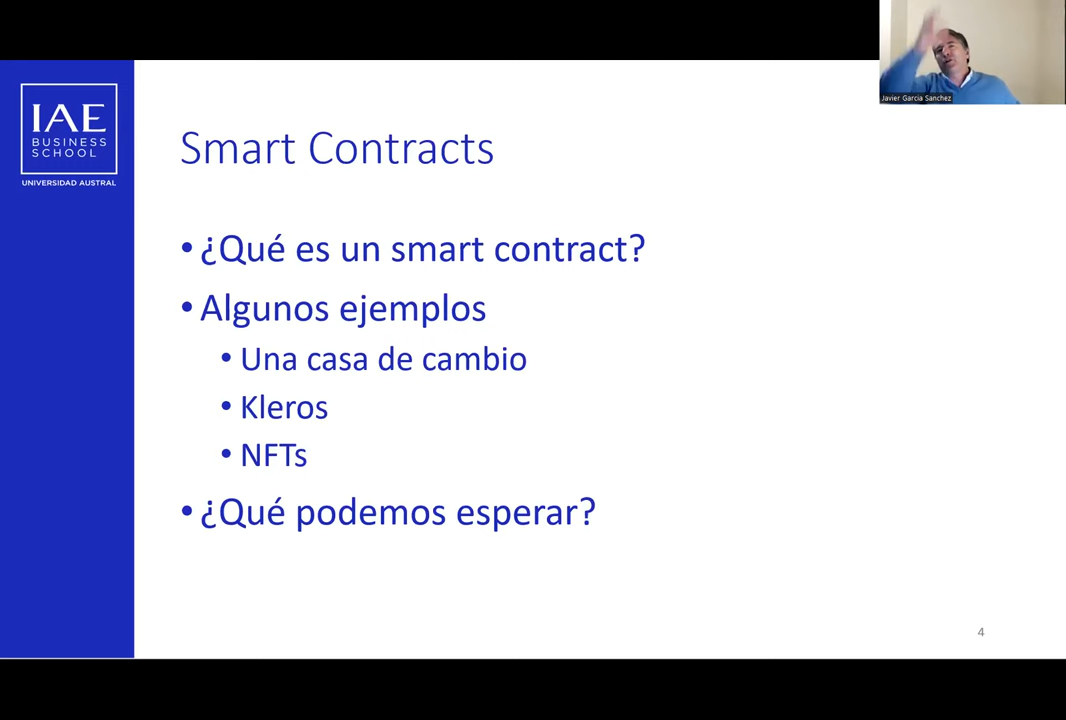 Javier Garcia Sanchez
IAE
BUSINESS
SCHOOL
UNIVERSIDAD AUSTRAL
Smart Contracts
• ¿Qué es un smart contract?
• Algunos ejemplos
• Una casa de cambio
• Kleros
• NFTs
• ¿Qué podemos esperar?
4